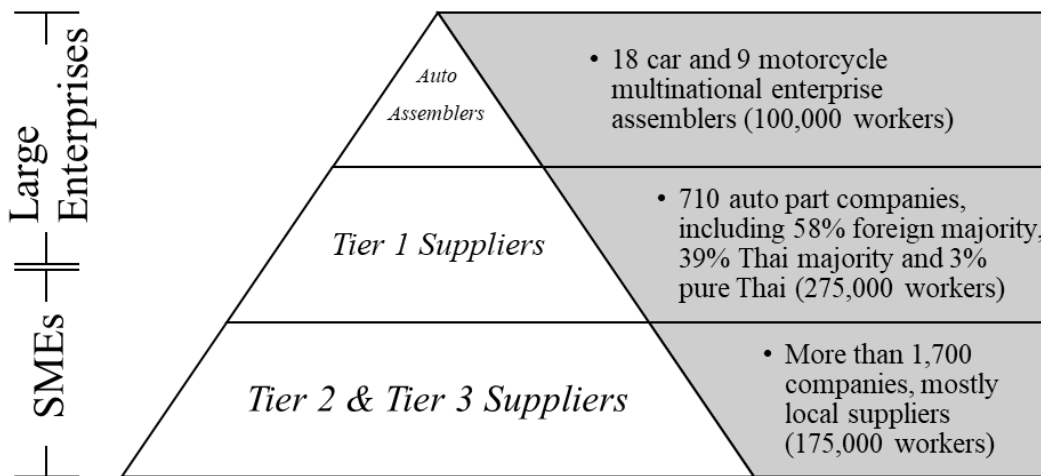 Large
Enterprises
SMEs
Auto
Assemblers
Tier 1 Suppliers
Tier 2 & Tier 3 Suppliers
• 18 car and 9 motorcycle
multinational enterprise
assemblers (100,000 workers)
• 710 auto part companies,
including 58% foreign majority,
39% Thai majority and 3%
pure Thai (275,000 workers)
• More than 1,700
companies, mostly
local suppliers
(175,000 workers)